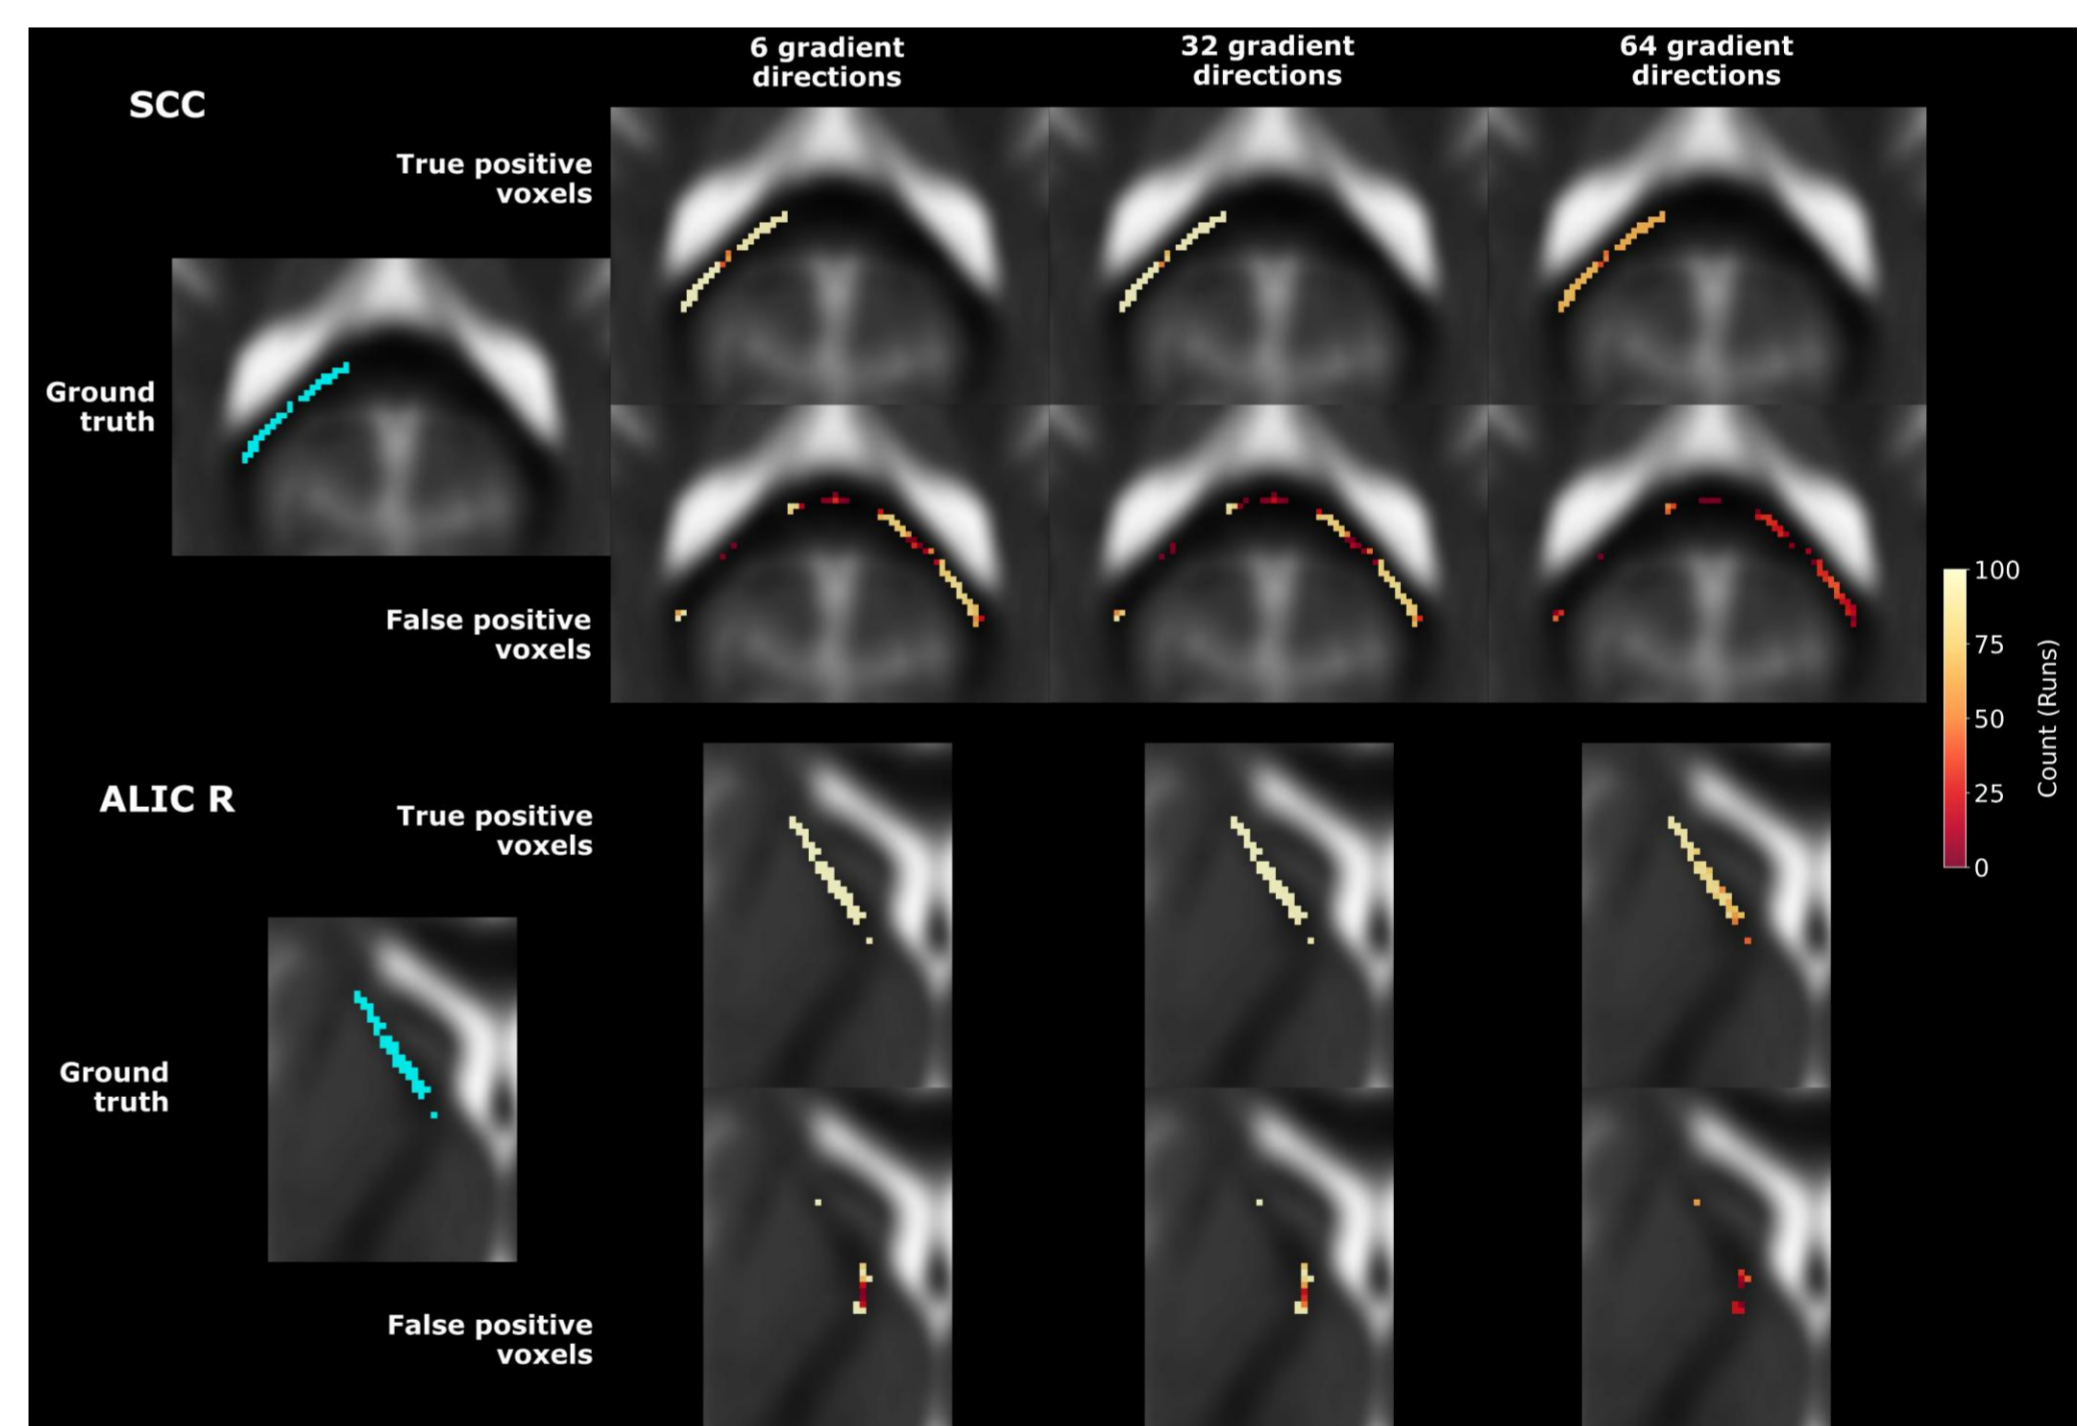 6 gradient
directions
32 gradient
directions
64 gradient
directions
SCC
True positive
voxels
Ground
truth
False positive
voxels
100
75
50
25
0
Count (Runs)
ALIC R
True positive
voxels
Ground
truth
False positive
voxels